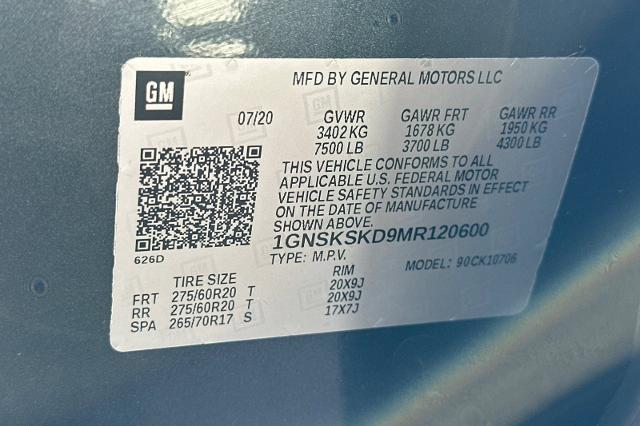 GM
MFD BY GENERAL MOTORS LLC
07/20 GVWR GAWR FRT GAWR RR
3402 KG 1678 KG 1950 KG
7500 LB 3700 LB 4300 LB
THIS VEHICLE CONFORMS TO ALL
APPLICABLE U.S. FEDERAL MOTOR
VEHICLE SAFETY STANDARDS IN EFFECT
ON THE DATE OF MANUFACTURE
SHOWN ABOVE.
1GNSKSKD9MR120600
626D
TYPE: M.P.V. MODEL: 90CK10706
TIRE SIZE RIM
FRT 275/60R20 T 20X9J
RR 275/60R20 T 20X9J
SPA 265/70R17 S 17X7J